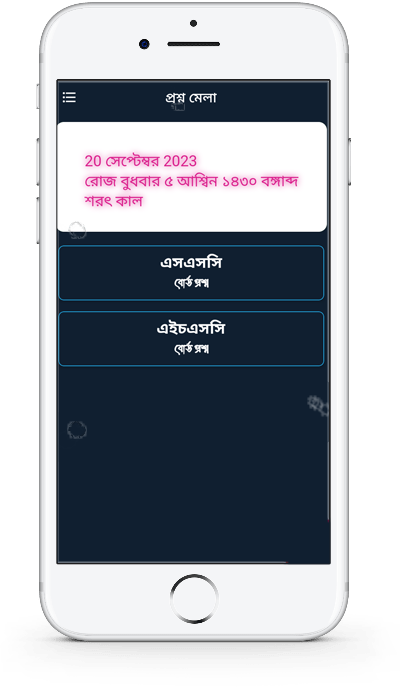 প্রশ্ন মেলা
20 সেপ্টেম্বর 2023
রোজ বুধবার ৫ আশ্বিন ১৪৩০ বঙ্গাব্দ
শরৎ কাল
এসএসসি
বোর্ড প্রশ্ন
এইচএসসি
বোর্ড প্রশ্ন